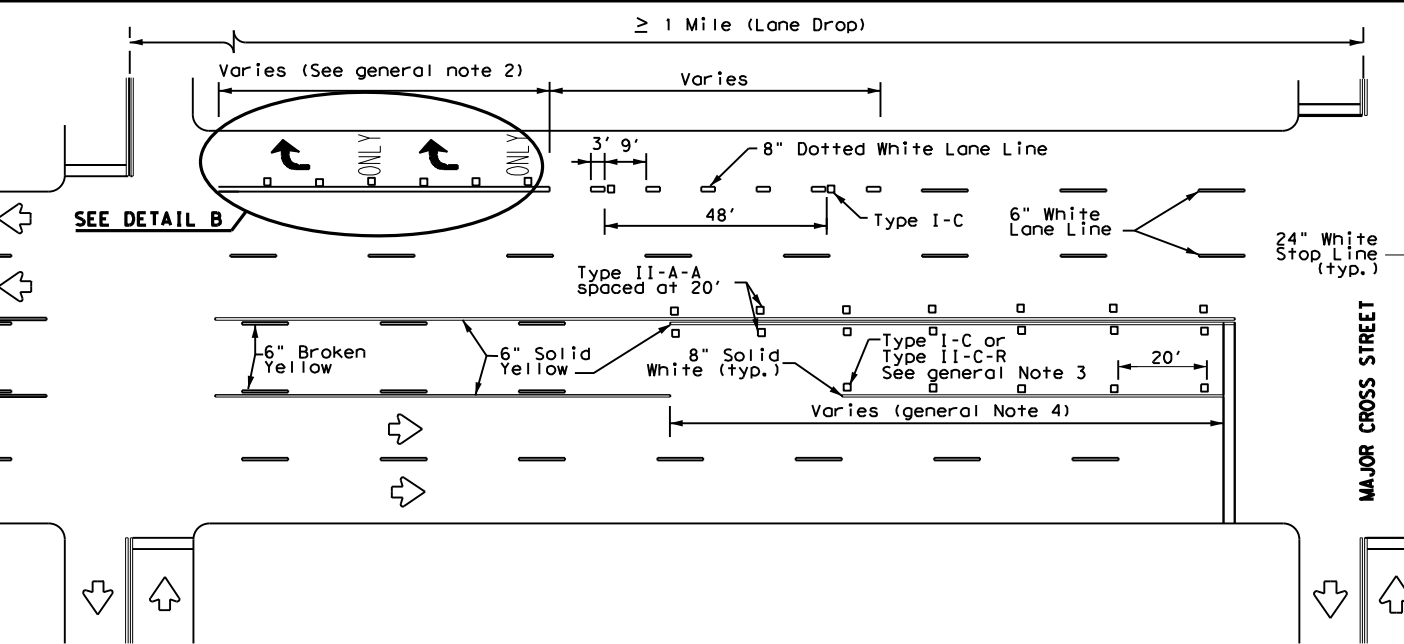 ≥ 1 Mile (Lane Drop)
Varies (See general note 2)
Varies
ONLY
ONLY
3' 9'
8" Dotted White Lane Line
SEE DETAIL B
48'
Type I-C
6" White
Lane Line
24" White
Stop Line
(typ.)
Type II-A-A
spaced at 20'
6" Broken
Yellow
6" Solid
Yellow
8" Solid
White (typ.)
Type I-C or
Type II-C-R
See general Note 3
20'
Varies (general Note 4)
MAJOR CROSS STREET